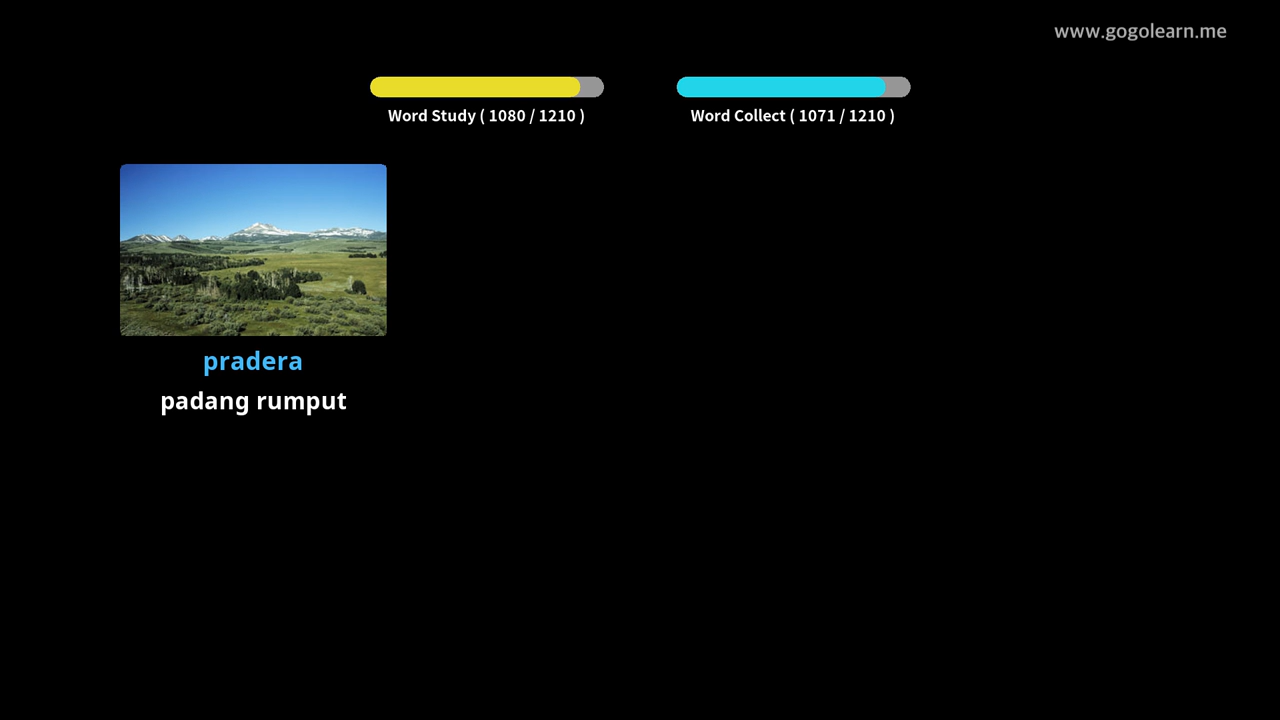 www.gogolearn.me
Word Study ( 1080 / 1210 )
Word Collect ( 1071 / 1210 )
pradera
padang rumput